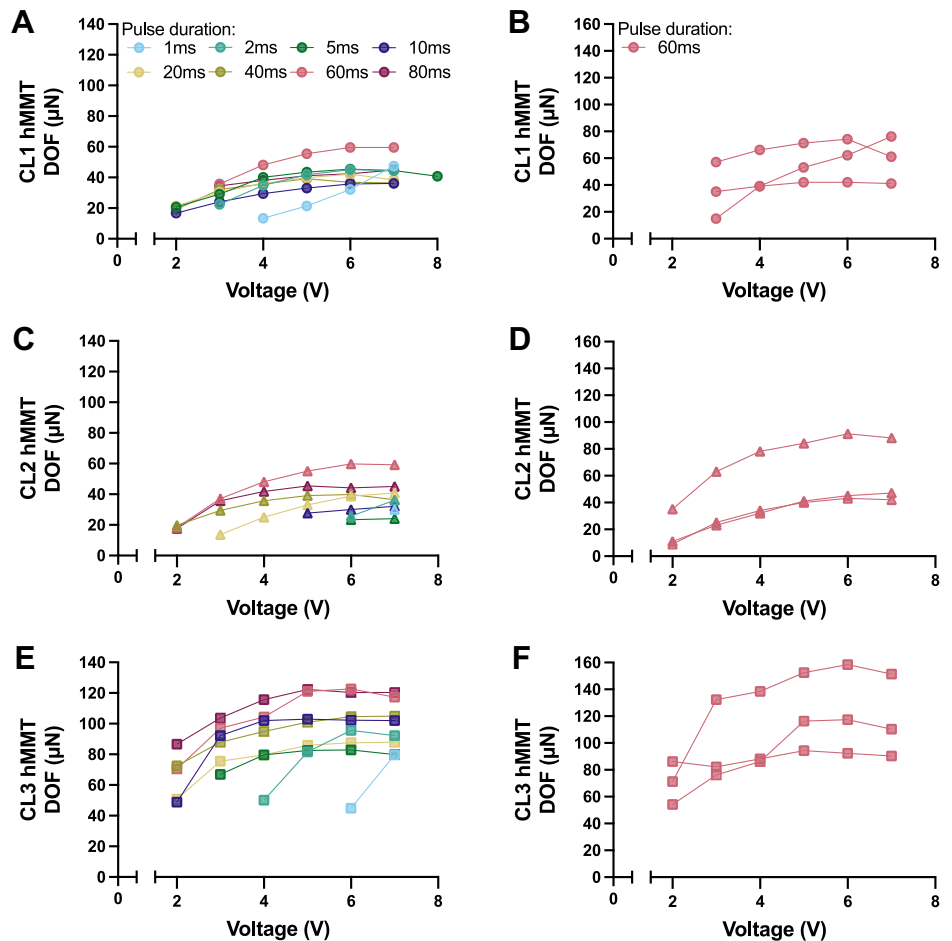 A
Pulse duration:
1ms 2ms 5ms 10ms
20ms 40ms 60ms 80ms
CL1 hMMT
DOF (µN)
140
120
100
80
60
40
20
0
0 2 4 6 8
Voltage (V)
B
Pulse duration:
60ms
CL1 hMMT
DOF (µN)
160
140
120
100
80
60
40
20
0
0 2 4 6 8
Voltage (V)
C
CL2 hMMT
DOF (µN)
140
120
100
80
60
40
20
0
0 2 4 6 8
Voltage (V)
D
CL2 hMMT
DOF (µN)
160
140
120
100
80
60
40
20
0
0 2 4 6 8
Voltage (V)
E
CL3 hMMT
DOF (µN)
140
120
100
80
60
40
20
0
0 2 4 6 8
Voltage (V)
F
CL3 hMMT
DOF (µN)
160
140
120
100
80
60
40
20
0
0 2 4 6 8
Voltage (V)